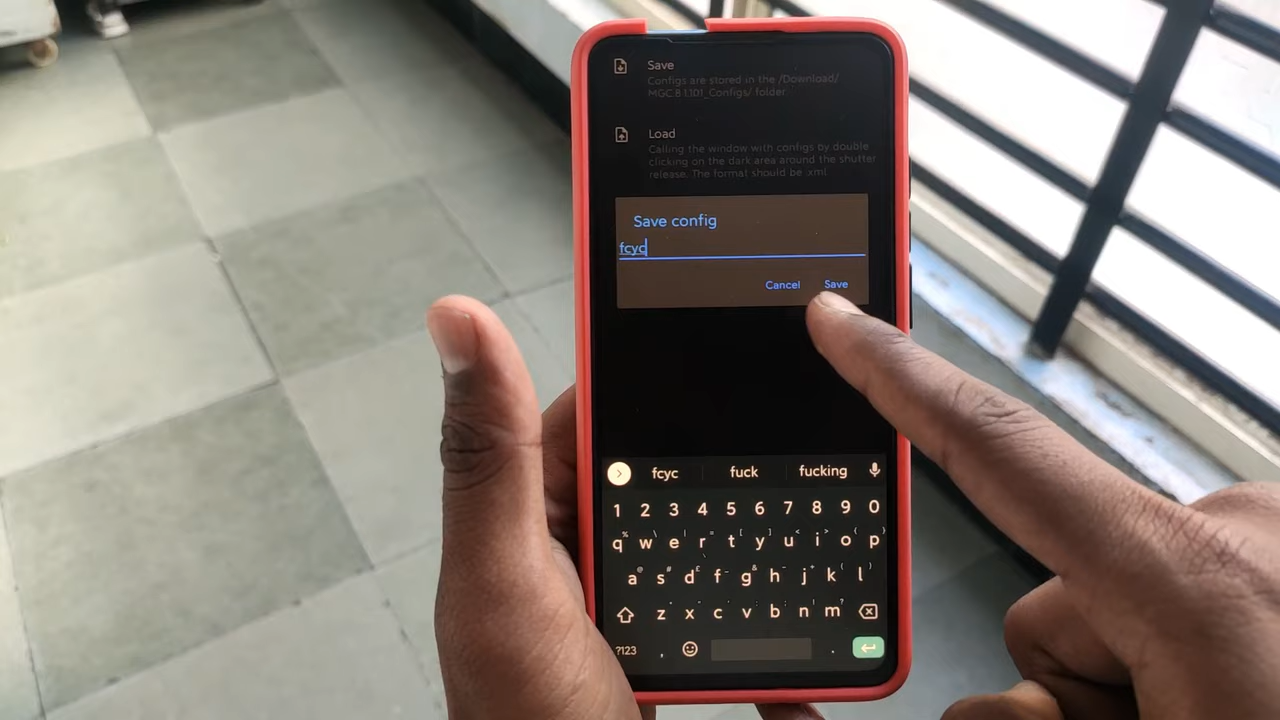 Save
Configs are stored in the /Download/
MGC.8.1.101_Configs/ folder
Load
Calling the window with configs by double
clicking on the dark area around the shutter
release. The format should be .xml
Save config
fcyc
Cancel Save
fcyc fuck fucking
1 2 3 4 5 6 7 8 9 0
q w e r t y u i o p
a s d f g h j k l
z x c v b n m
?123 , .